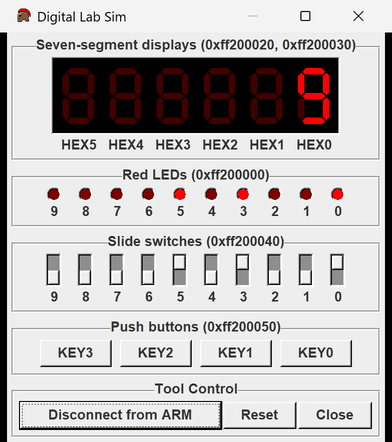 Digital Lab Sim
Seven-segment displays (0xff200020, 0xff200030)
9
HEX5 HEX4 HEX3 HEX2 HEX1 HEX0
Red LEDs (0xff200000)
9 8 7 6 5 4 3 2 1 0
Slide switches (0xff200040)
9 8 7 6 5 4 3 2 1 0
Push buttons (0xff200050)
KEY3 KEY2 KEY1 KEY0
Tool Control
Disconnect from ARM Reset Close